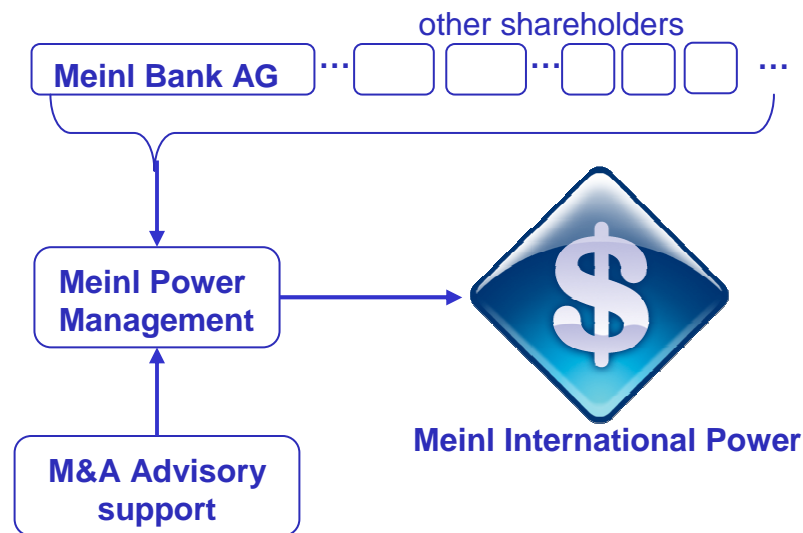 other shareholders
Meinl Bank AG ... ... ...
Meinl Power
Management
$
Meinl International Power
M&A Advisory
support